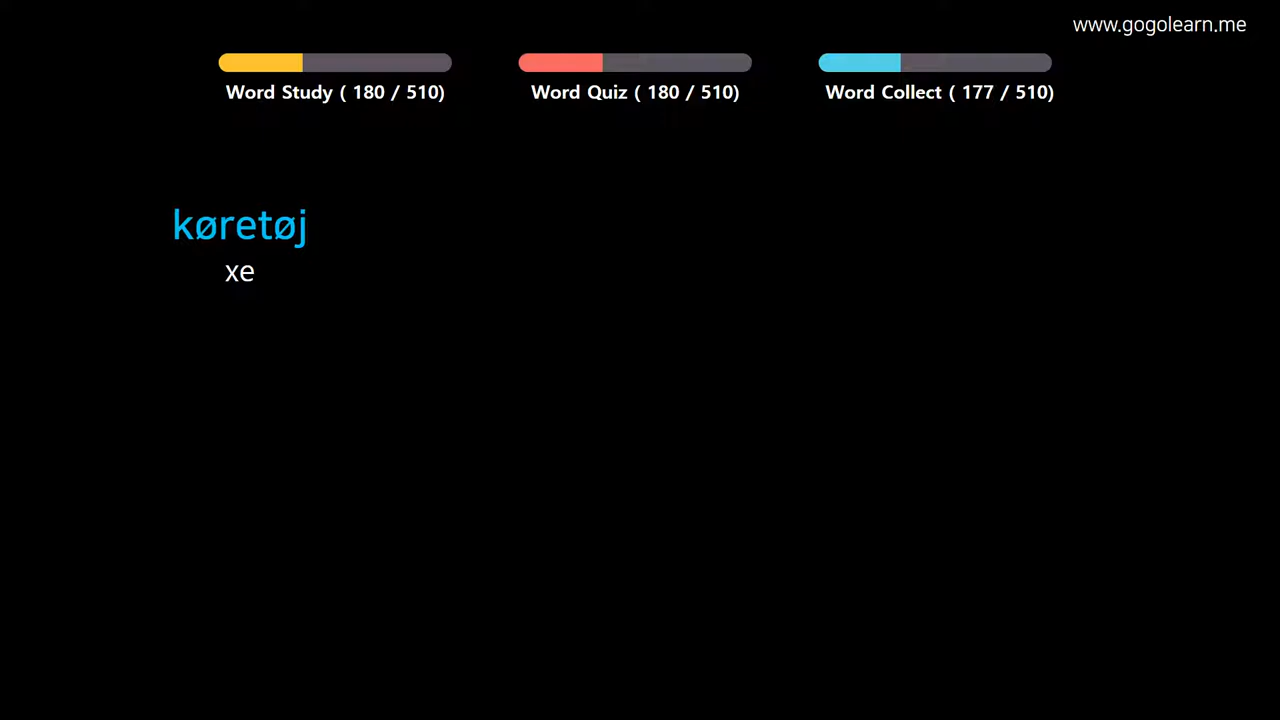 www.gogolearn.me
Word Study ( 180 / 510)
Word Quiz ( 180 / 510)
Word Collect ( 177 / 510)
køretøj
xe